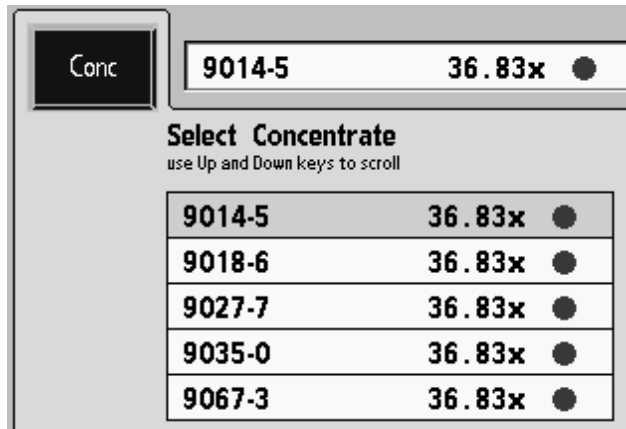 Conc
9014-5 36.83x
Select Concentrate
use Up and Down keys to scroll
9014-5 36.83x
9018-6 36.83x
9027-7 36.83x
9035-0 36.83x
9067-3 36.83x